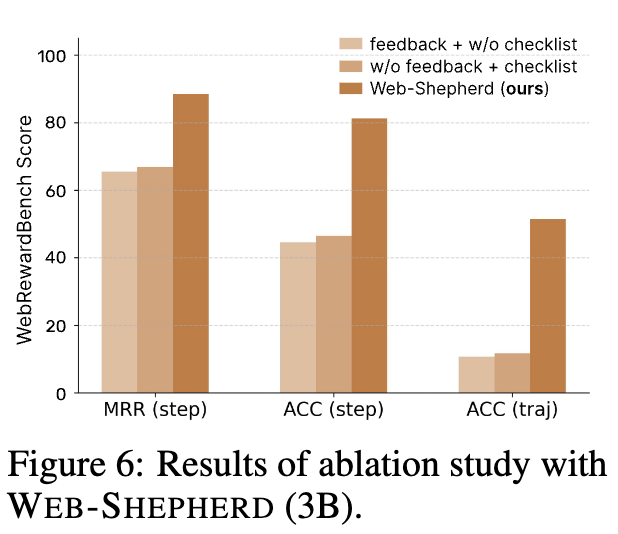 feedback + w/o checklist
w/o feedback + checklist
Web-Shepherd (ours)
WebRewardBench Score
100
80
60
40
20
0
MRR (step)
ACC (step)
ACC (traj)
Figure 6: Results of ablation study with
WEB-SHEPHERD (3B).